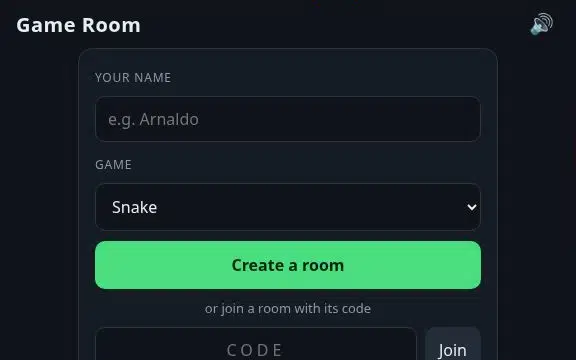 Game Room
YOUR NAME
e.g. Arnaldo
GAME
Snake
Create a room
or join a room with its code
CODE
Join